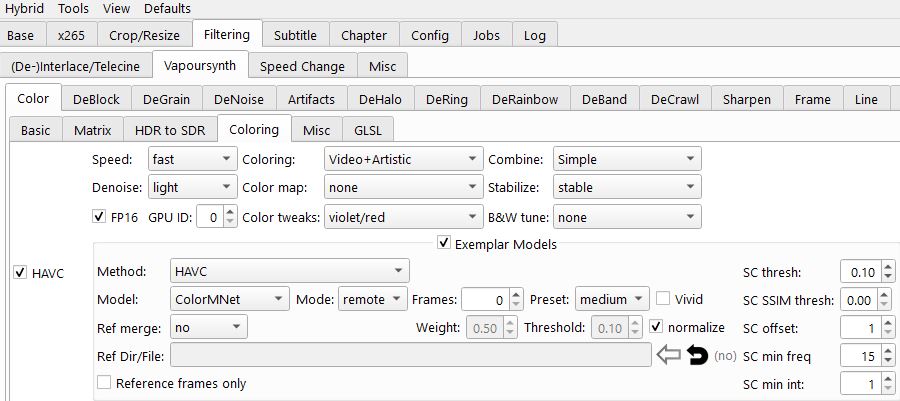 Hybrid Tools View Defaults
Base x265 Crop/Resize Filtering Subtitle Chapter Config Jobs Log
(De-)Interlace/Telecine Vapoursynth Speed Change Misc
Color DeBlock DeGrain DeNoise Artifacts DeHalo DeRing DeRainbow DeBand DeCrawl Sharpen Frame Line
Basic Matrix HDR to SDR Coloring Misc GLSL
Speed: fast Coloring: Video+Artistic Combine: Simple
Denoise: light Color map: none Stabilize: stable
FP16 GPU ID: 0 Color tweaks: violet/red B&W tune: none
Exemplar Models
HAVC Method: HAVC SC thresh: 0.10
Model: ColorMNet Mode: remote Frames: 0 Preset: medium Vivid SC SSIM thresh: 0.00
Ref merge: no Weight: 0.50 Threshold: 0.10 normalize SC offset: 1
Ref Dir/File: (no) SC min freq 15
Reference frames only SC min int: 1